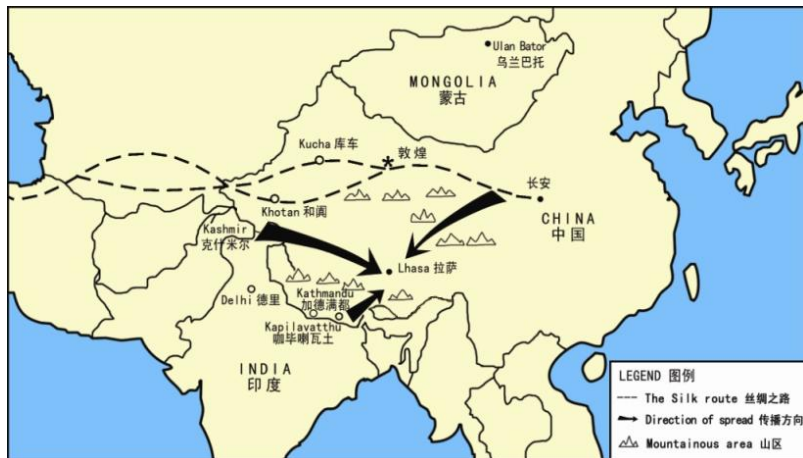 Ulan Bator
乌兰巴托
MONGOLIA
蒙古
Kucha 库车
敦煌
长安
Khotan 和阗
CHINA
中国
Kashmir
克什米尔
Lhasa 拉萨
Delhi 德里
Kathmandu
加德满都
Kapilavatthu
咖毕喇瓦土
INDIA
印度
LEGEND 图例
The Silk route 丝绸之路
Direction of spread 传播方向
Mountainous area 山区